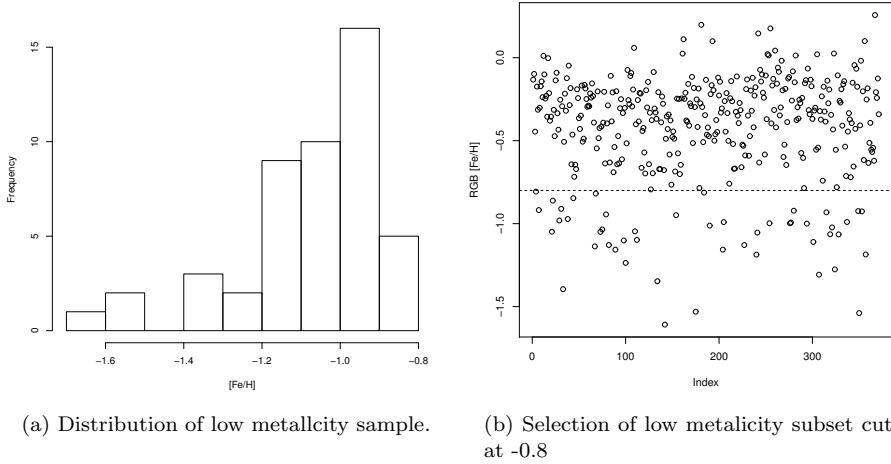 Frequency
0
5
10
15
−1.6
−1.4
−1.2
−1.0
−0.8
[Fe/H]
(a) Distribution of low metallcity sample.
RGB [Fe/H]
0.0
−0.5
−1.0
−1.5
0
100
200
300
Index
(b) Selection of low metalicity subset cut
at -0.8